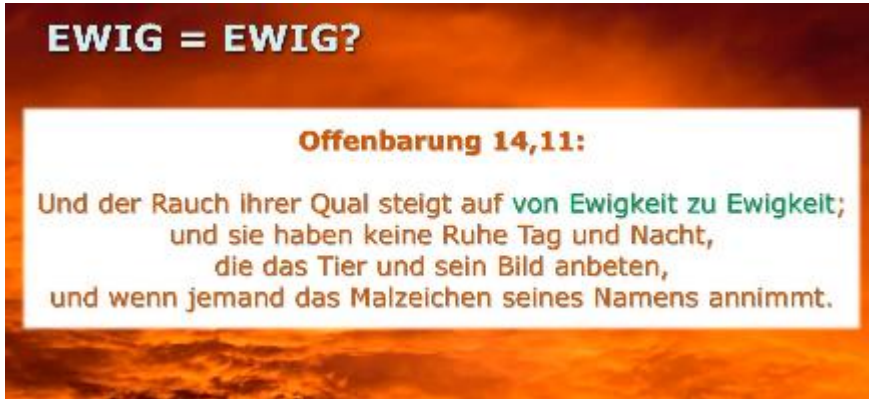 EWIG = EWIG?
Offenbarung 14,11:
Und der Rauch ihrer Qual steigt auf von Ewigkeit zu Ewigkeit;
und sie haben keine Ruhe Tag und Nacht,
die das Tier und sein Bild anbeten,
und wenn jemand das Malzeichen seines Namens annimmt.